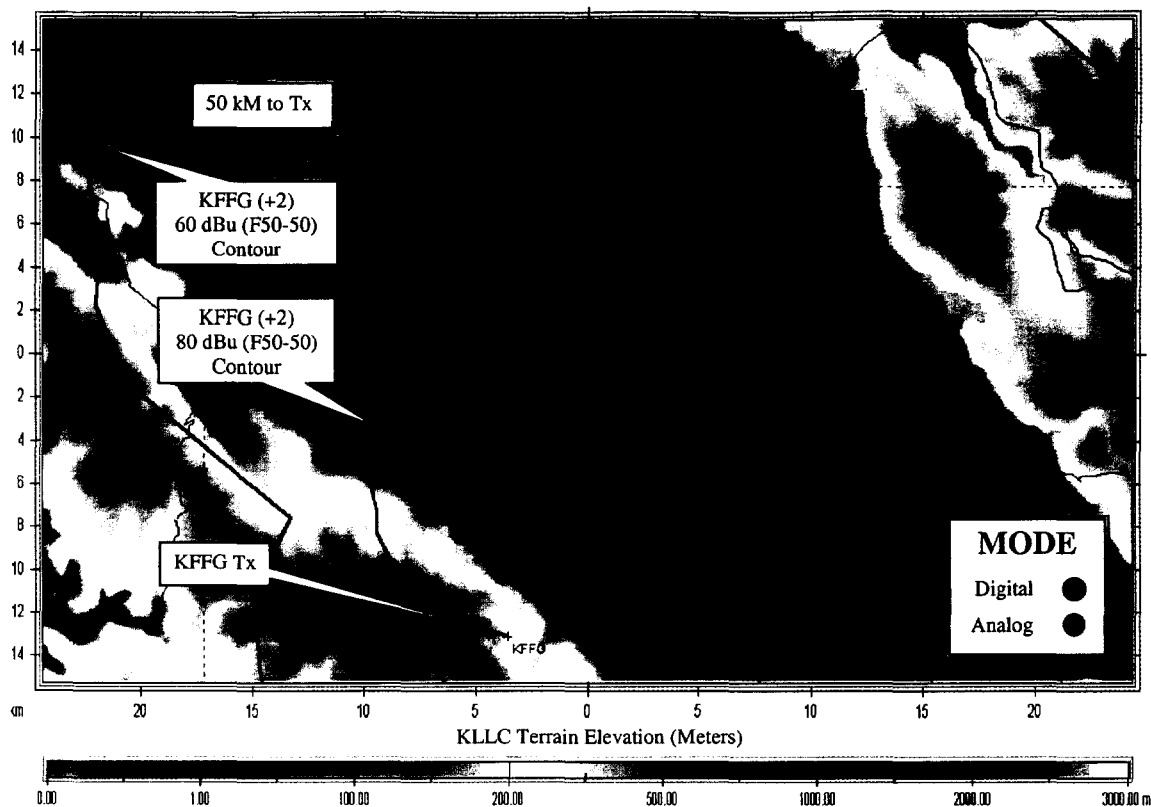 14
12
50 kM to Tx
10
8
KFFG (+2)
60 dBu (F50-50)
Contour
6
4
2
KFFG (+2)
80 dBu (F50-50)
Contour
0
2
4
6
8
MODE
KFFG Tx
10
Digital
12
Analog
KFFG
14
km 20 15 10 5 0 5 10 15 20
KLLC Terrain Elevation (Meters)
0.00 1.00 100.00 200.00 500.00 1000.00 2000.00 3000.00 m